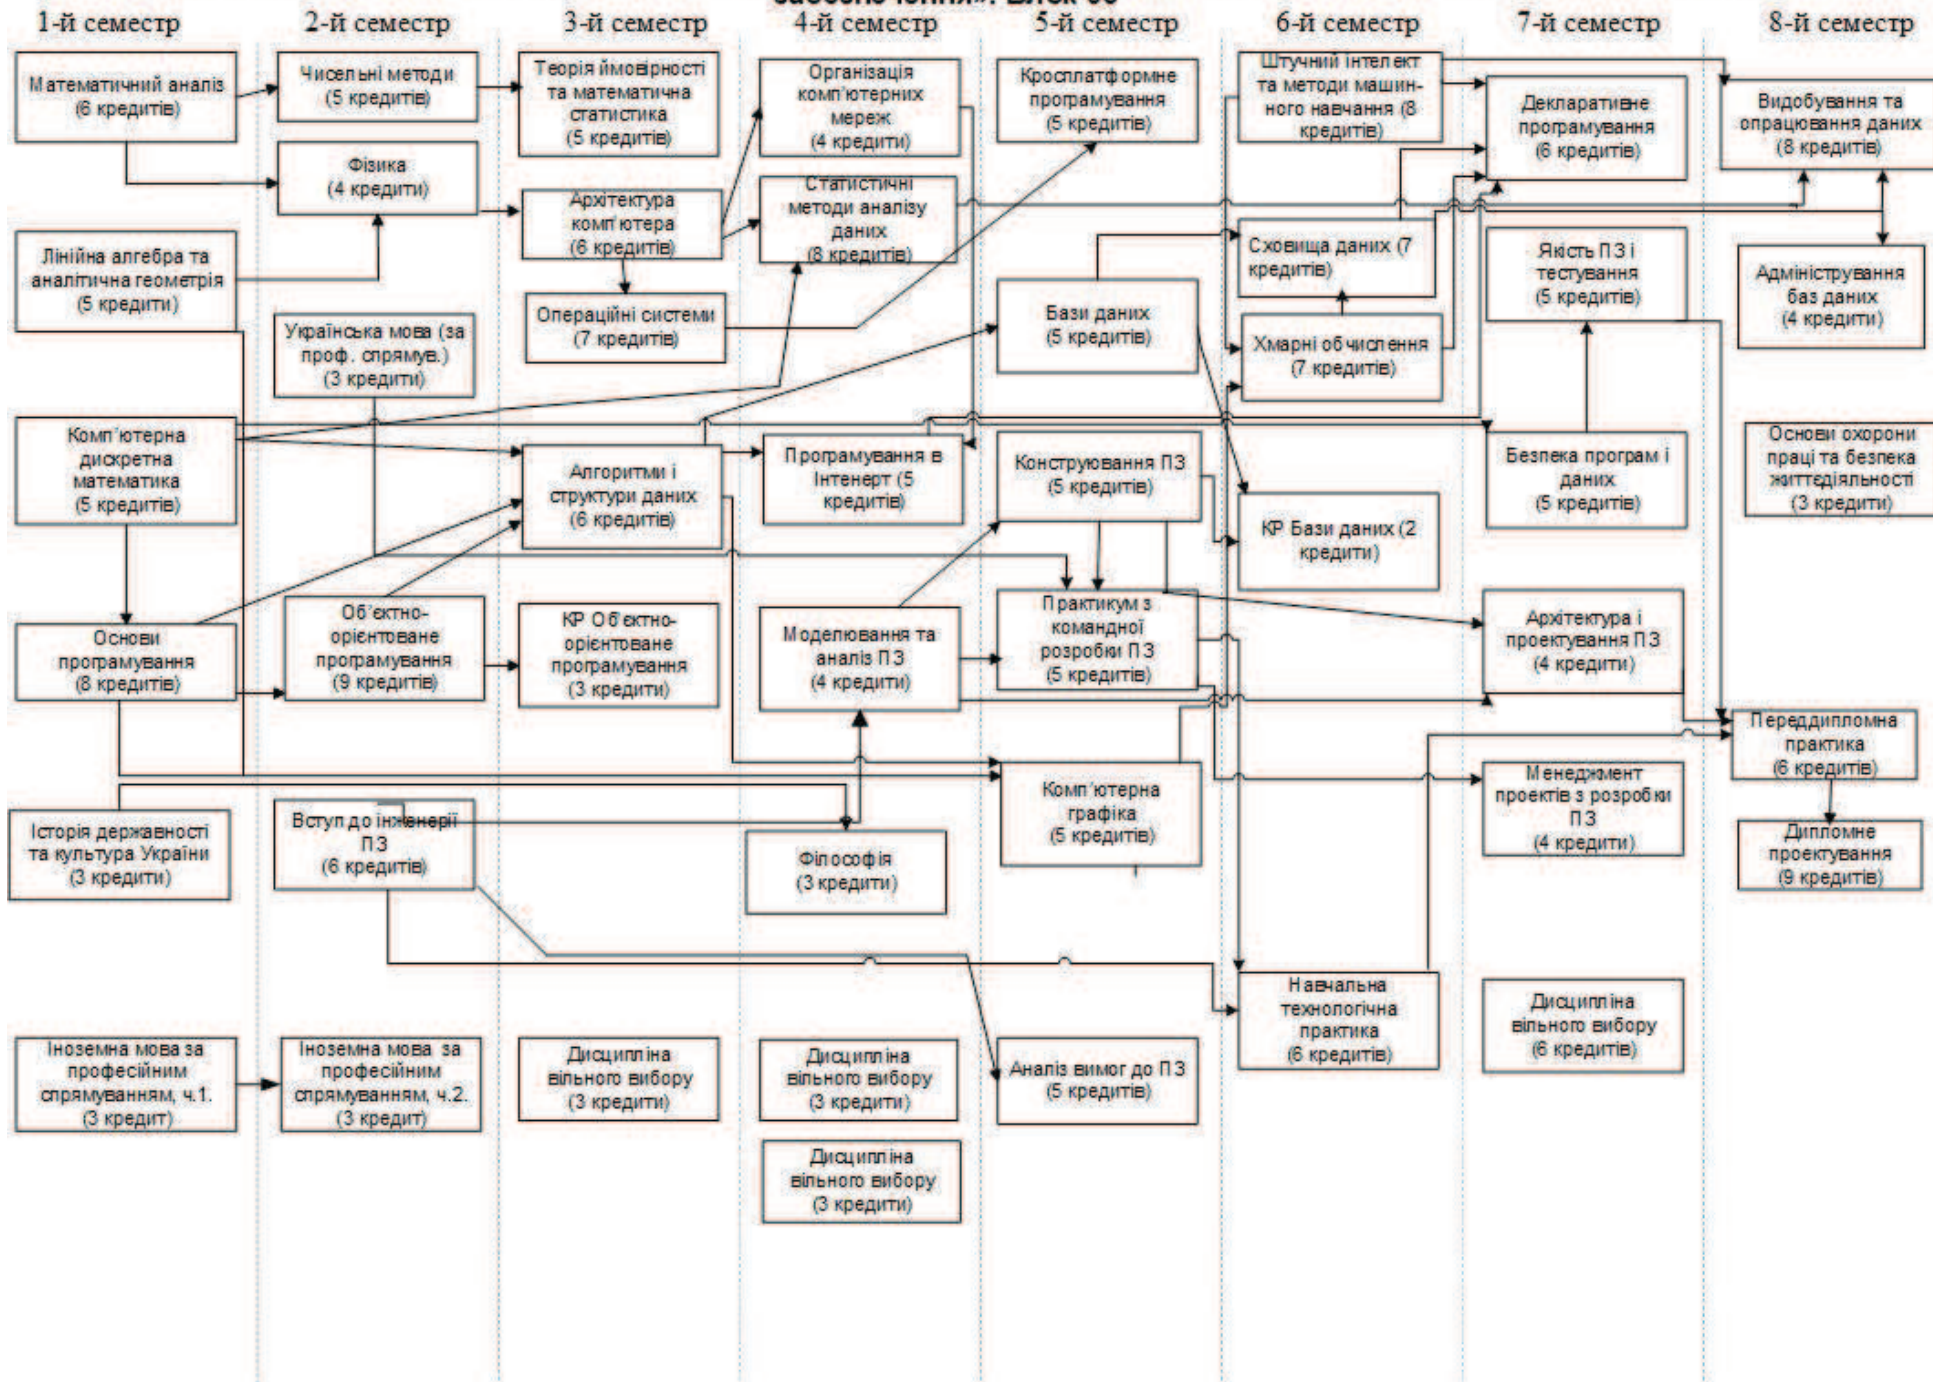 1-й семестр
2-й семестр
3-й семестр
4-й семестр
5-й семестр
6-й семестр
7-й семестр
8-й семестр
Математичний аналіз
(6 кредитів)
Лінійна алгебра та
аналітична геометрія
(5 кредити)
Комп'ютерна
дискретна
математика
(5 кредитів)
Основи
програмування
(8 кредитів)
Історія державності
та культура України
(3 кредити)
Іноземна мова за
професійним
спрямуванням, ч.1.
(3 кредит)
Чисельні методи
(5 кредитів)
Фізика
(4 кредити)
Українська мова (за
проф. спрямув.)
(3 кредити)
Об'єктно-
орієнтоване
програмування
(9 кредитів)
Вступ до інженерії
ПЗ
(6 кредитів)
Іноземна мова за
професійним
спрямуванням, ч.2.
(3 кредит)
Теорія ймовірності
та математична
статистика
(5 кредитів)
Архітектура
комп'ютера
(6 кредитів)
Операційні системи
(7 кредитів)
Алгоритми і
структури даних
(6 кредитів)
КР Об'єктно-
орієнтоване
програмування
(3 кредити)
Дисципліна
вільного вибору
(3 кредити)
Організація
комп'ютерних
мереж
(4 кредити)
Статистичні
методи аналізу
даних
(8 кредитів)
Програмування в
Інтенерт (5
кредитів)
Моделювання та
аналіз ПЗ
(4 кредити)
Філософія
(3 кредити)
Дисципліна
вільного вибору
(3 кредити)
Дисципліна
вільного вибору
(3 кредити)
Кросплатформне
програмування
(5 кредитів)
Бази даних
(5 кредитів)
Конструювання ПЗ
(5 кредитів)
Практикум з
командної
розробки ПЗ
(5 кредитів)
Комп'ютерна
графіка
(5 кредитів)
Аналіз вимог до ПЗ
(5 кредитів)
Штучний інтелект
та методи машин-
ного навчання (8
кредитів)
Сховища даних (7
кредитів)
Хмарні обчислення
(7 кредитів)
КР Бази даних (2
кредити)
Навчальна
технологічна
практика
(6 кредитів)
Декларативне
програмування
(6 кредитів)
Якість ПЗ і
тестування
(5 кредитів)
Безпека програм і
даних
(5 кредитів)
Архітектура і
проектування ПЗ
(4 кредити)
Менеджмент
проектів з розробки
ПЗ
(4 кредити)
Дисципліна
вільного вибору
(6 кредитів)
Видобування та
опрацювання даних
(8 кредитів)
Адміністрування
баз даних
(4 кредити)
Основи охорони
праці та безпека
життєдіяльності
(3 кредити)
Переддипломна
практика
(6 кредитів)
Дипломне
проектування
(9 кредитів)